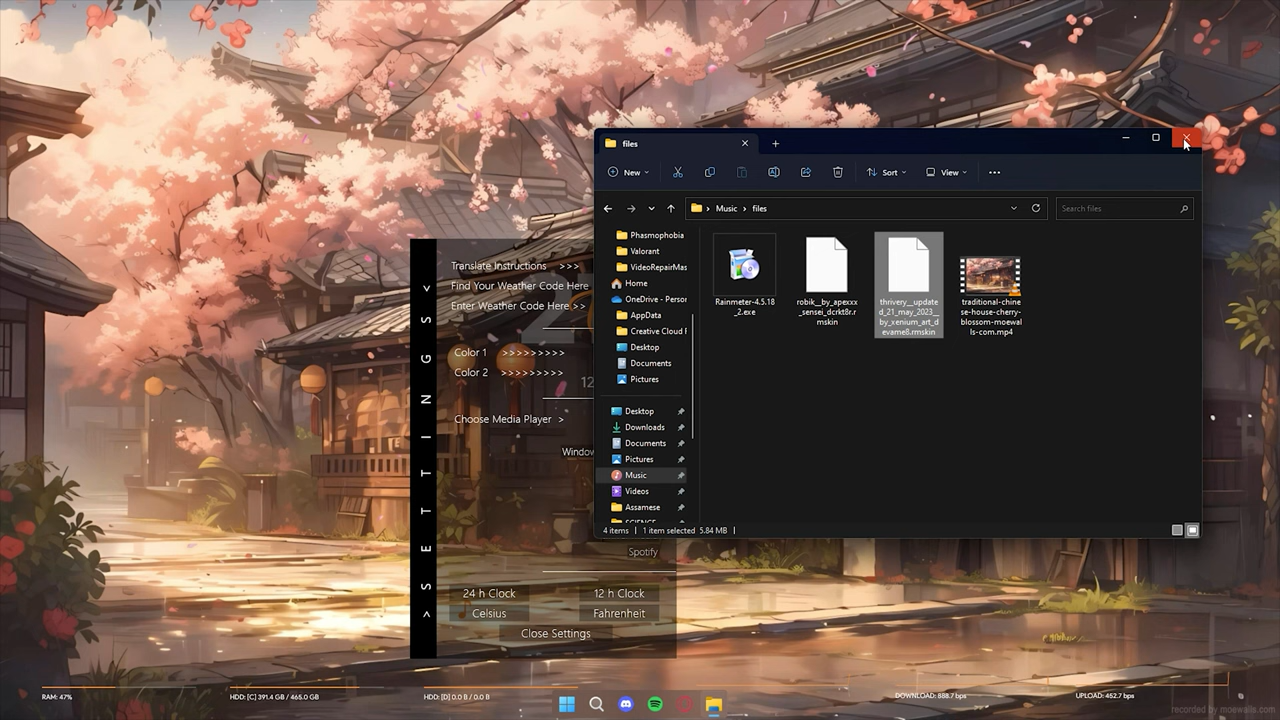 files
New
Sort
View
Music
files
Search files
Phasmophobia
Valorant
VideoRepairMas
Home
OneDrive - Persor
AppData
Creative Cloud F
Desktop
Documents
Pictures
Desktop
Downloads
Documents
Pictures
Music
Videos
Assamese
Rainmeter-4.5.18
_2.exe
robik__by_apexxx
_sensei_dcrkt8r.r
mskin
thrivery__update
d_21_may_2023__
by_xenium_art_d
evame8.rmskin
traditional-chine
se-house-cherry-
blossom-moewal
ls-com.mp4
4 items | 1 item selected 5.84 MB |
> S E T T I N G S <
Translate Instructions >>>
Find Your Weather Code Here
Enter Weather Code Here >>
Color 1 >>>>>>>>>
Color 2 >>>>>>>>>
12
Choose Media Player >
Window
Spotify
24 h Clock 12 h Clock
Celsius Fahrenheit
Close Settings
RAM: 47%
HDD: [C] 391.4 GB / 465.0 GB
HDD: [D] 0.0 B / 0.0 B
DOWNLOAD: 888.7 bps
UPLOAD: 452.7 bps
recorded by moewalls.com